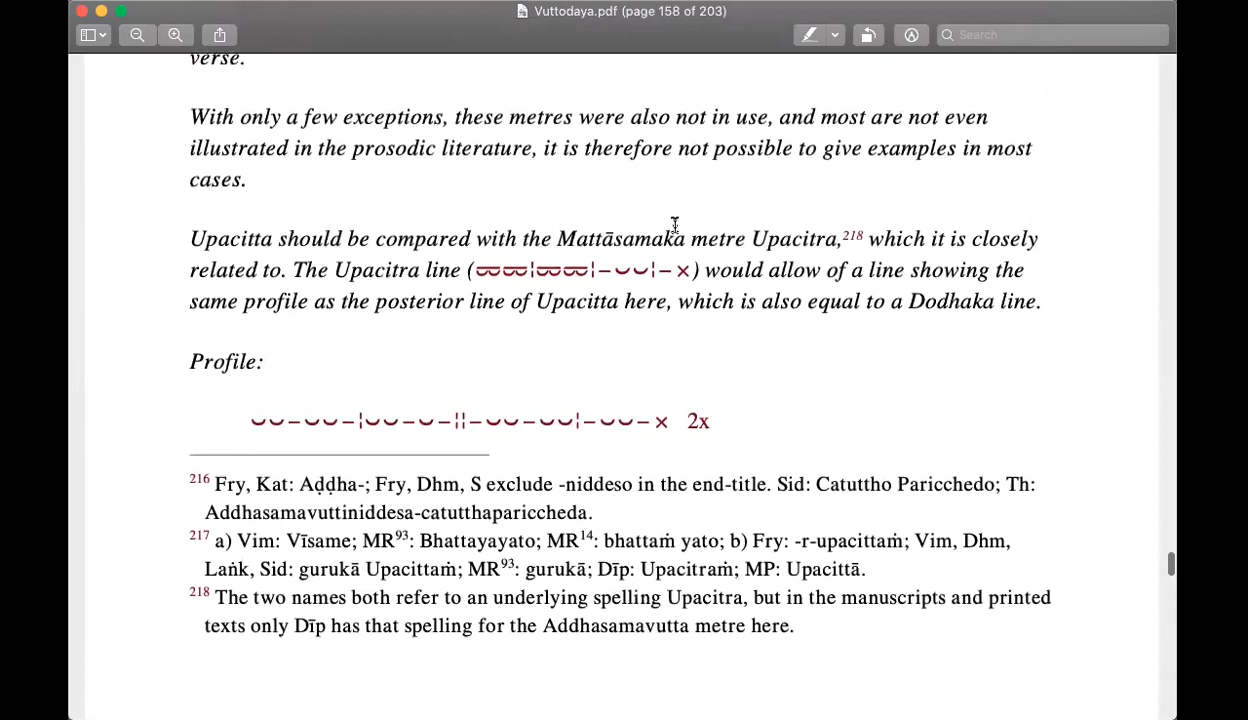 Vuttodaya.pdf (page 158 of 203)
Search
verse.
With only a few exceptions, these metres were also not in use, and most are not even
illustrated in the prosodic literature, it is therefore not possible to give examples in most
cases.
Upacitta should be compared with the Mattāsamaka metre Upacitra,218 which it is closely
related to. The Upacitra line (⏔⏔¦⏔⏔¦−⏑⏑¦−×) would allow of a line showing the
same profile as the posterior line of Upacitta here, which is also equal to a Dodhaka line.
Profile:
⏑⏑−⏑⏑−¦⏑⏑−⏑−¦¦−⏑⏑−⏑⏑¦−⏑⏑−× 2x
216 Fry, Kat: Aḍḍha-; Fry, Dhm, S exclude -niddeso in the end-title. Sid: Catuttho Paricchedo; Th:
Addhasamavuttiniddesa-catutthapariccheda.
217 a) Vim: Vīsame; MR93: Bhattayayato; MR14: bhattaṁ yato; b) Fry: -r-upacittaṁ; Vim, Dhm,
Laṅk, Sid: gurukā Upacittaṁ; MR93: gurukā; Dīp: Upacitraṁ; MP: Upacittā.
218 The two names both refer to an underlying spelling Upacitra, but in the manuscripts and printed
texts only Dīp has that spelling for the Addhasamavutta metre here.